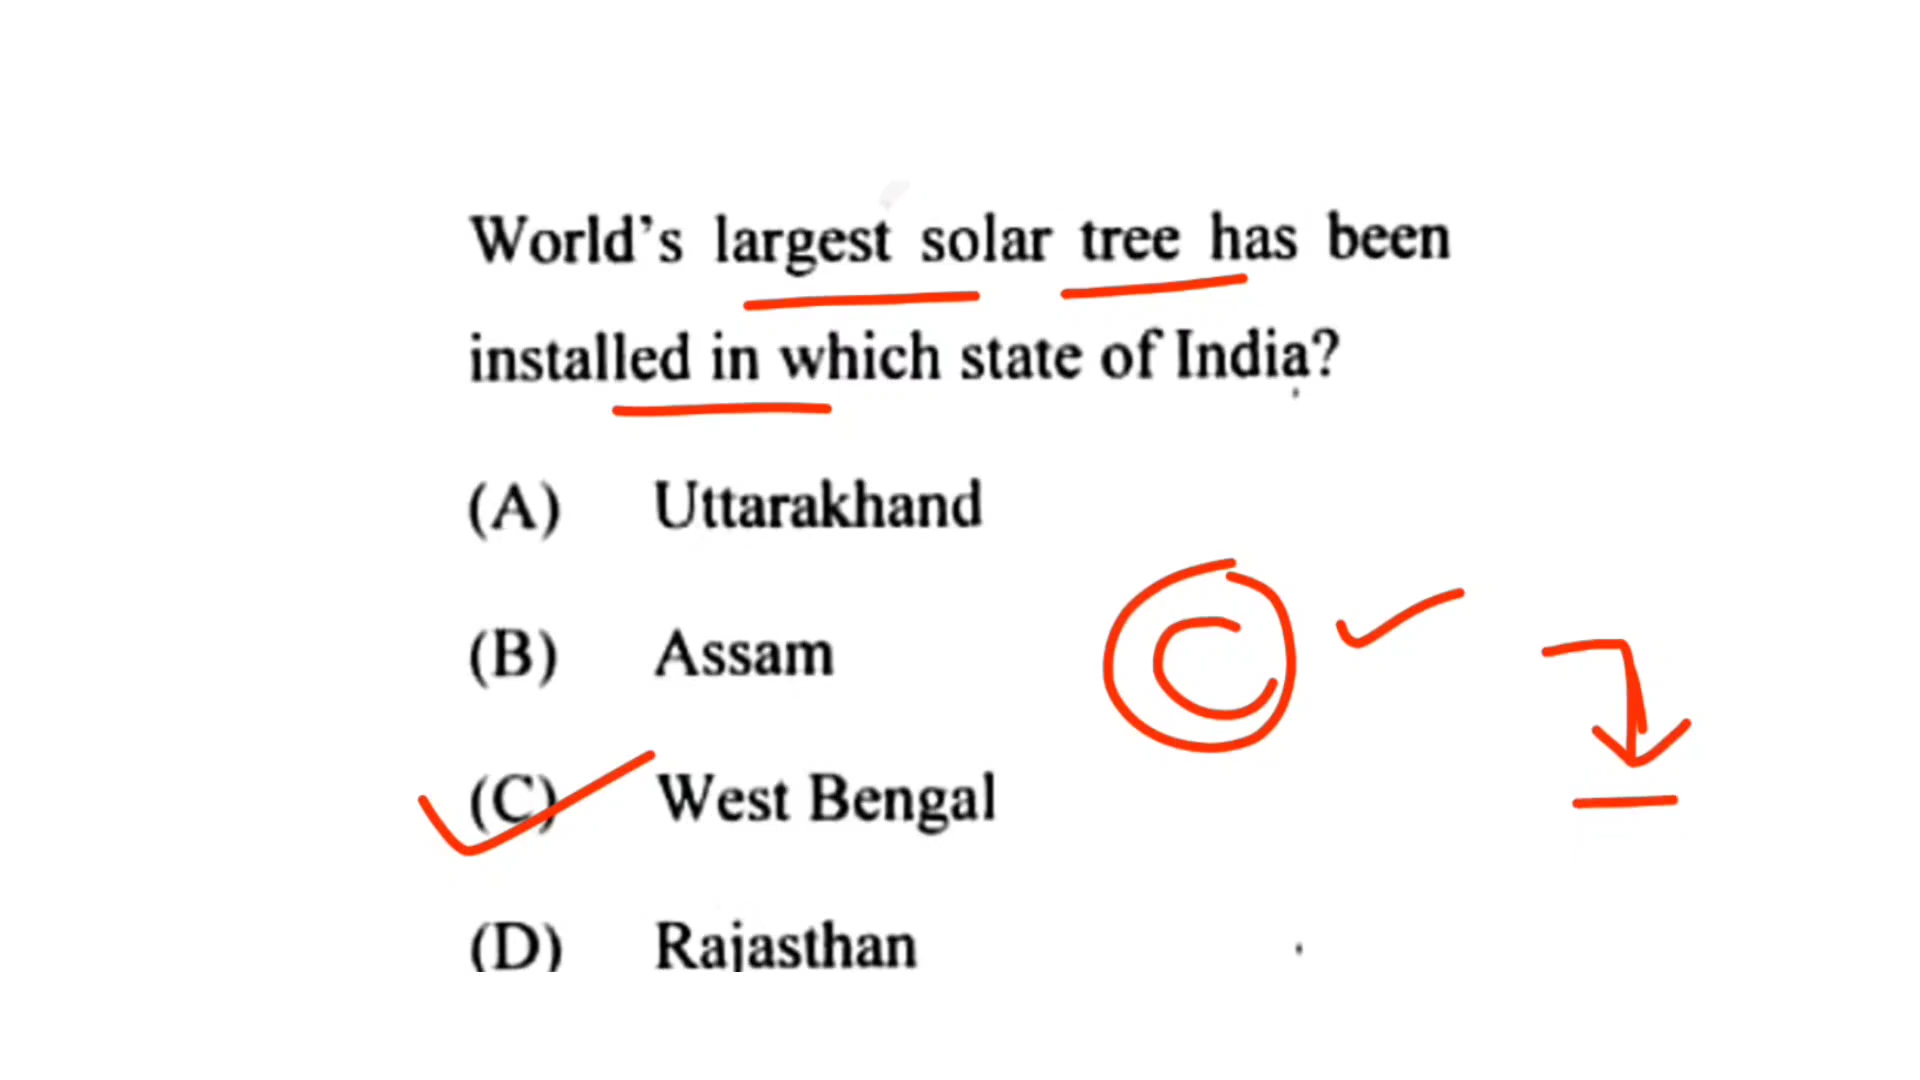 World's largest solar tree has been
installed in which state of India?
(A) Uttarakhand
(B) Assam
C
(C) West Bengal
(D) Rajasthan